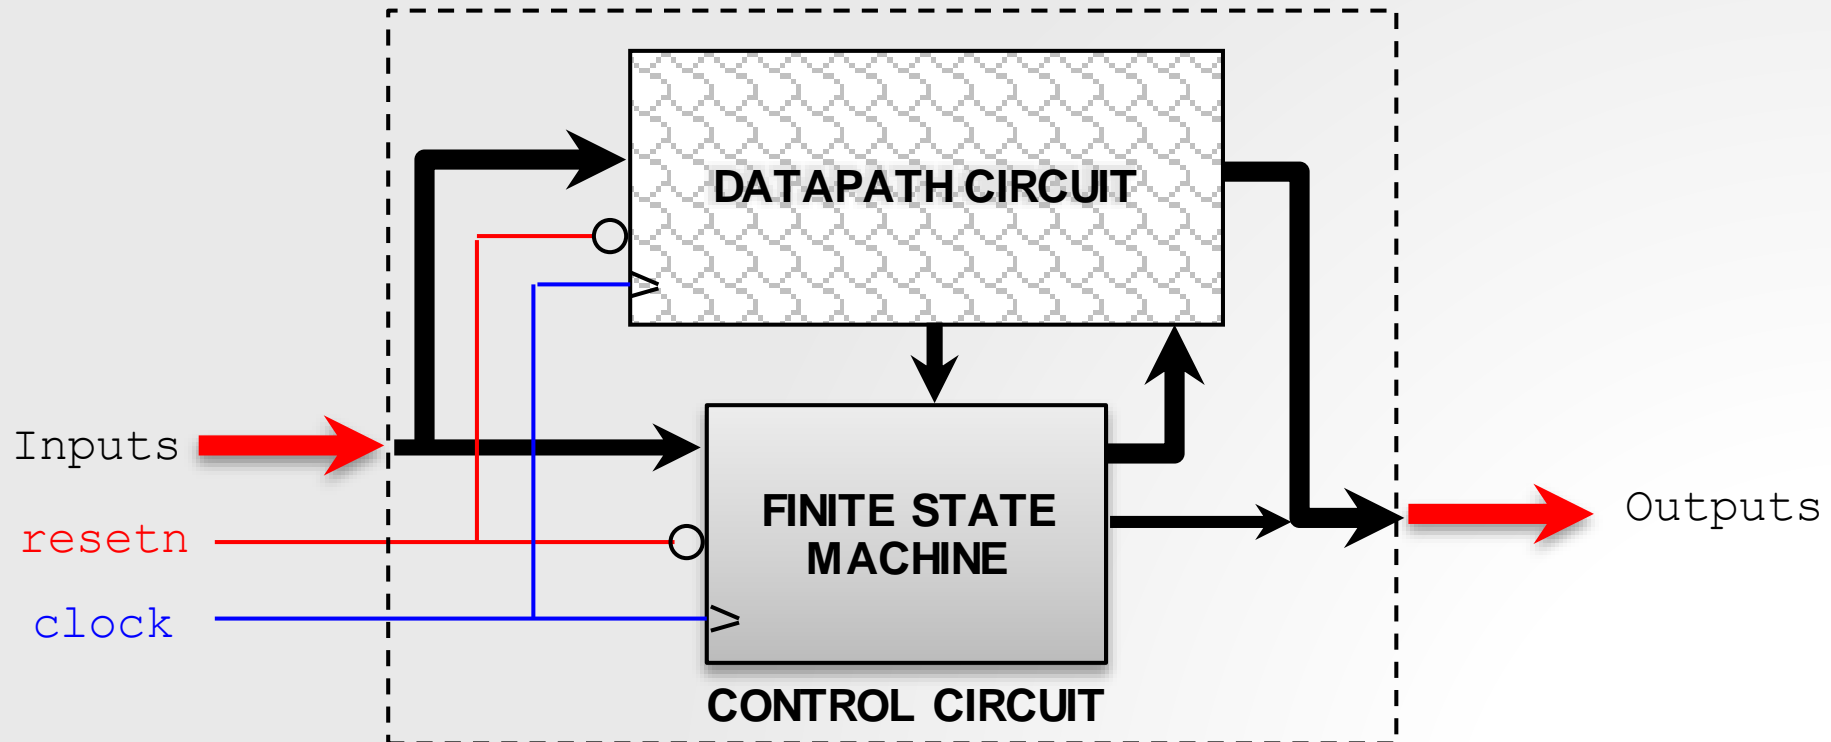 DATAPATH CIRCUIT
Inputs
FINITE STATE
MACHINE
Outputs
resetn
clock
CONTROL CIRCUIT